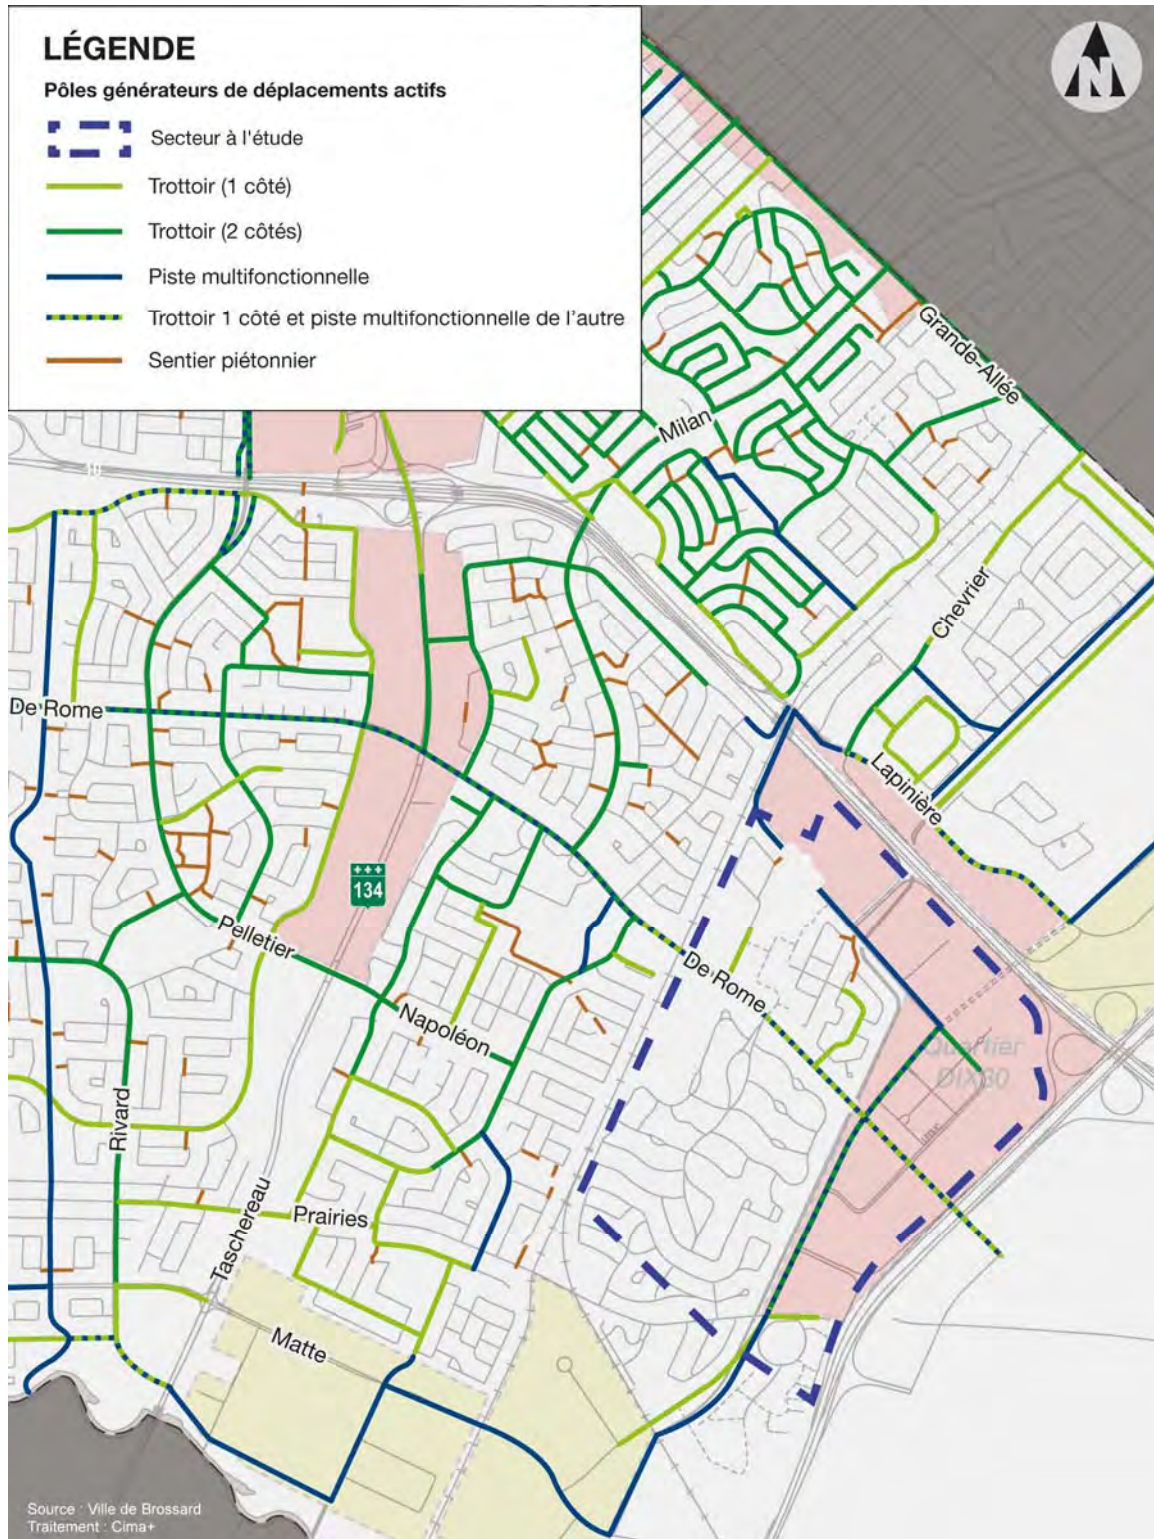 LÉGENDE
Pôles générateurs de déplacements actifs
Secteur à l'étude
Trottoir (1 côté)
Trottoir (2 côtés)
Piste multifonctionnelle
Trottoir 1 côté et piste multifonctionnelle de l'autre
Sentier piétonnier
N
Grande-Allée
Milan
10
Chevrier
De Rome
Lapinière
134
Pelletier
De Rome
Napoléon
Quartier
DIX30
Rivard
Taschereau
Prairies
Matte
Source : Ville de Brossard
Traitement : Cima+